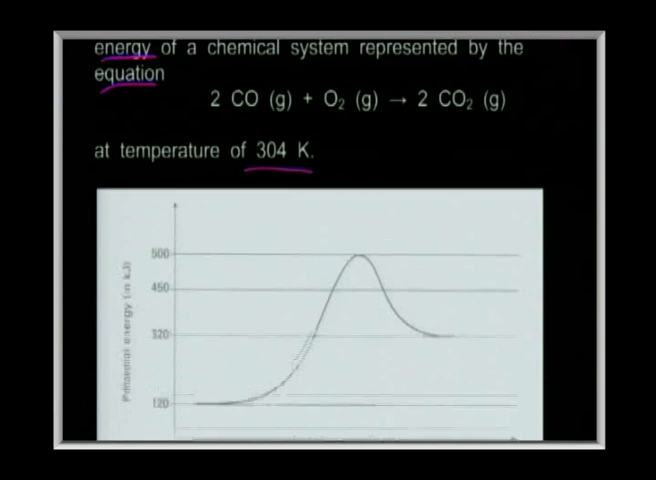 energy of a chemical system represented by the
equation
2 CO (g) + O₂ (g) → 2 CO₂ (g)
at temperature of 304 K.
500
450
320
120
Potential energy (in kJ)